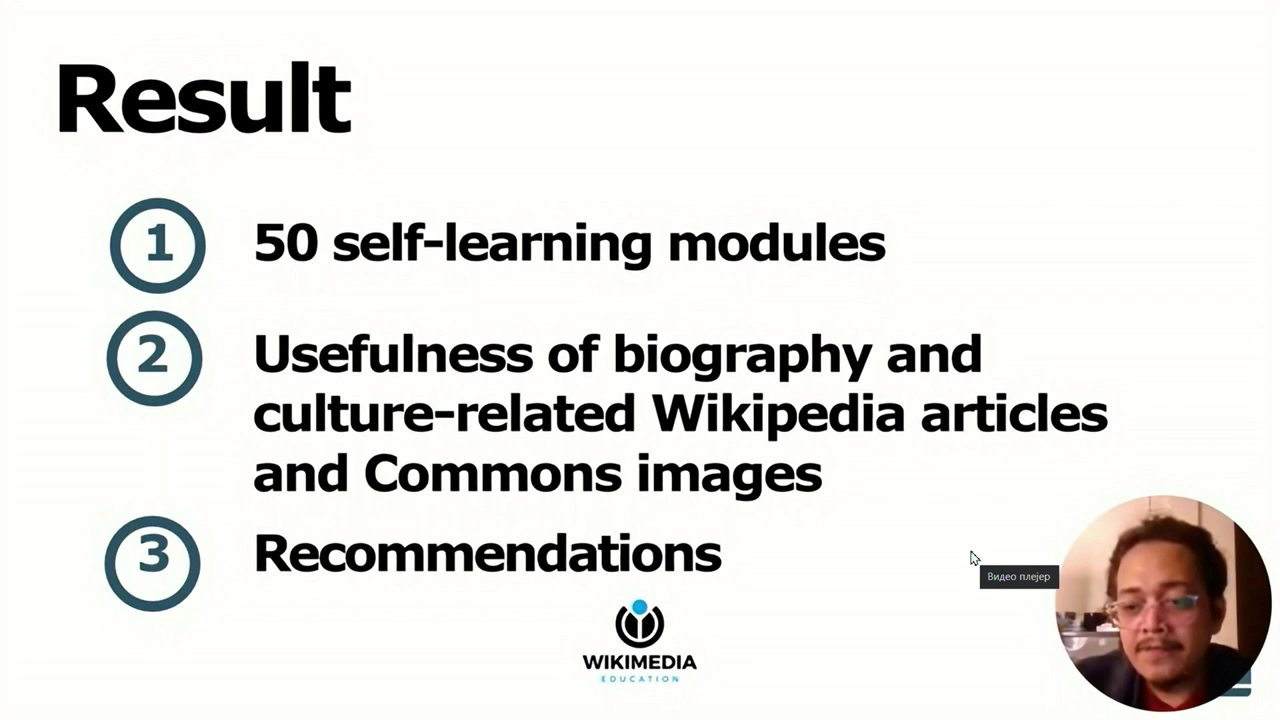 Result
1 50 self-learning modules
2 Usefulness of biography and
culture-related Wikipedia articles
and Commons images
3 Recommendations
Видео плејер
WIKIMEDIA
EDUCATION